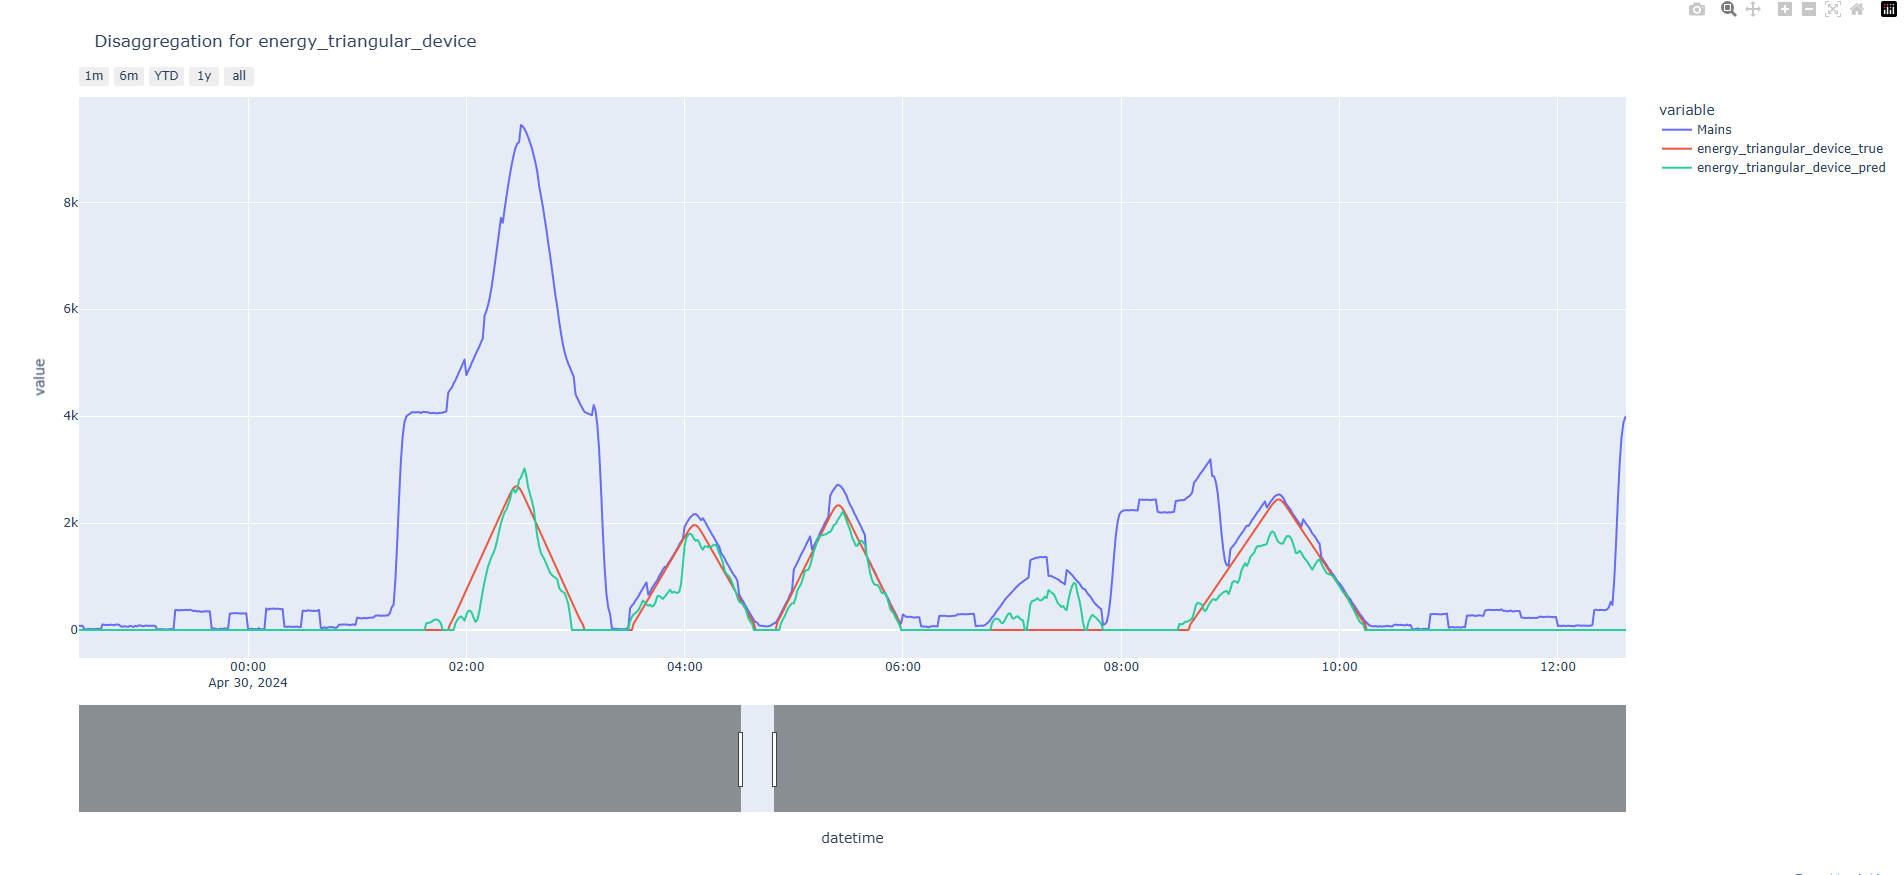 Disaggregation for energy_triangular_device
1m 6m YTD 1y all
variable
Mains
energy_triangular_device_true
energy_triangular_device_pred
8k
6k
4k
2k
0
value
00:00 02:00 04:00 06:00 08:00 10:00 12:00
Apr 30, 2024
datetime